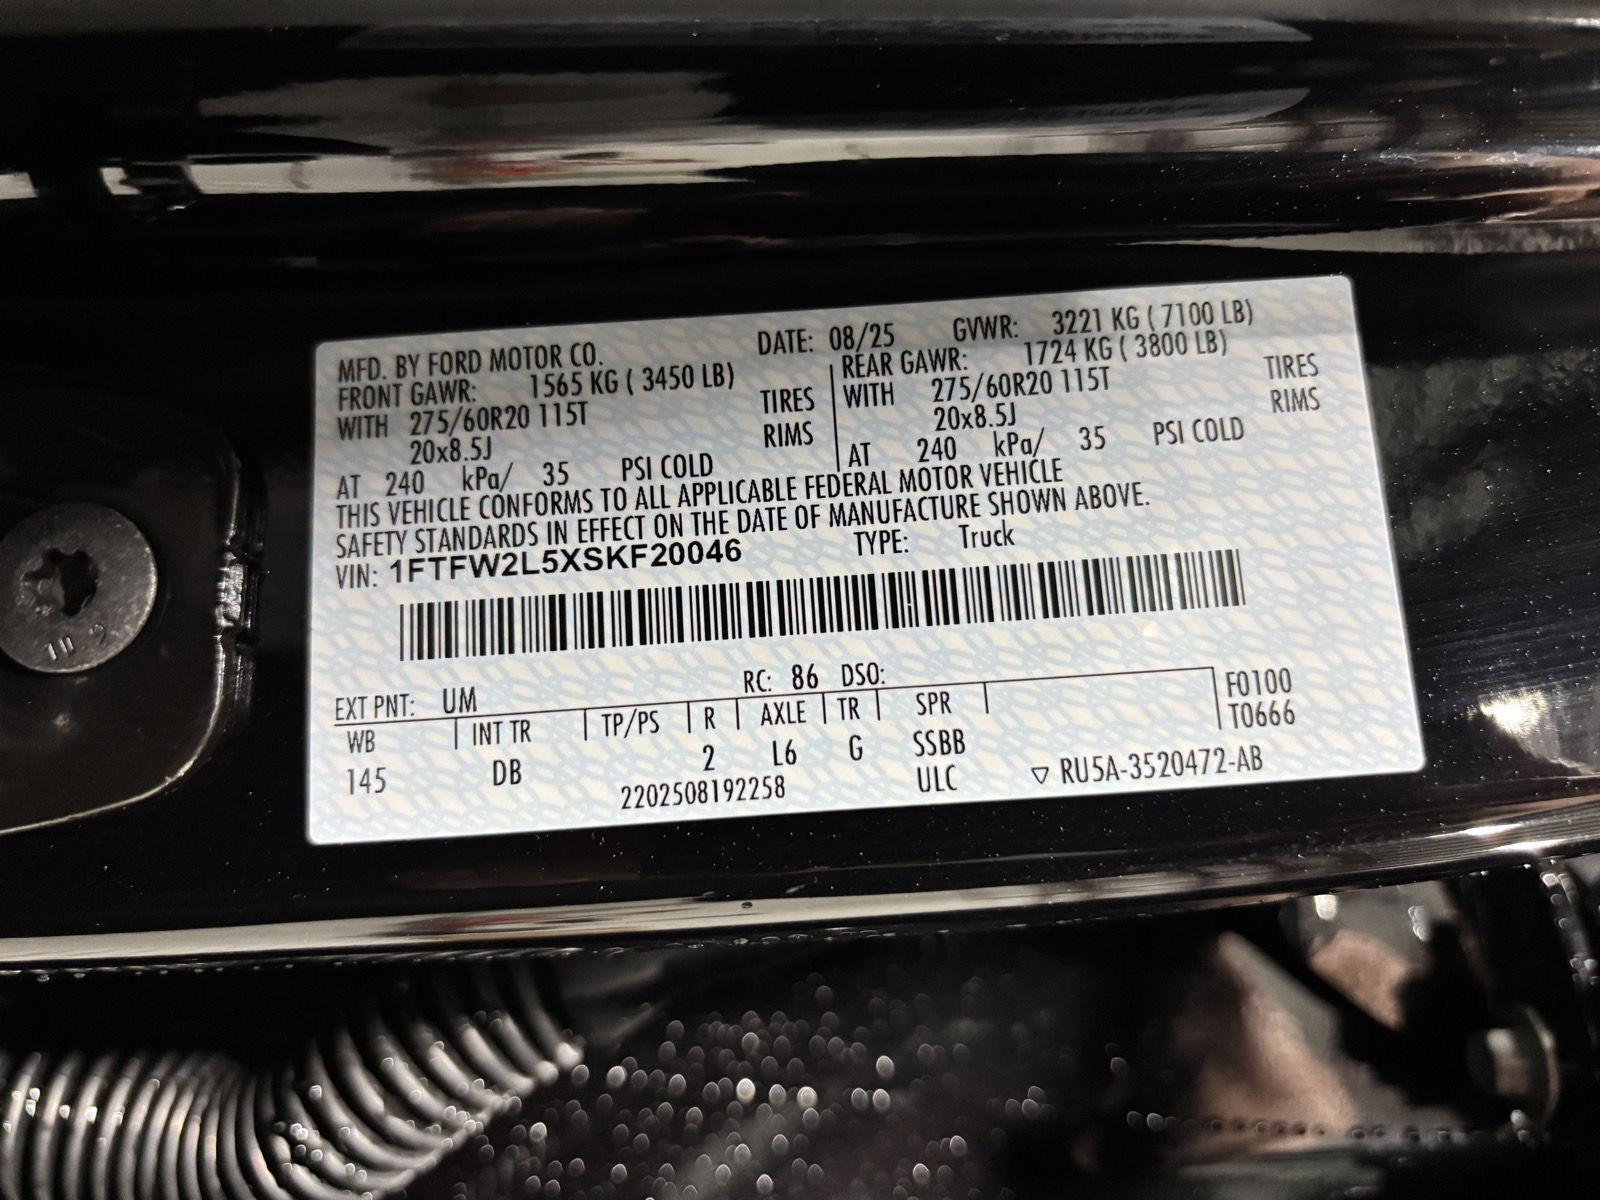 MFD. BY FORD MOTOR CO. DATE: 08/25 GVWR: 3221 KG ( 7100 LB)
FRONT GAWR: 1565 KG ( 3450 LB) REAR GAWR: 1724 KG ( 3800 LB)
WITH 275/60R20 115T TIRES WITH 275/60R20 115T TIRES
20x8.5J RIMS 20x8.5J RIMS
AT 240 kPa/ 35 PSI COLD AT 240 kPa/ 35 PSI COLD
THIS VEHICLE CONFORMS TO ALL APPLICABLE FEDERAL MOTOR VEHICLE
SAFETY STANDARDS IN EFFECT ON THE DATE OF MANUFACTURE SHOWN ABOVE.
VIN: 1FTFW2L5XSKF20046 TYPE: Truck
EXT PNT: UM RC: 86 DSO:
WB INT TR TP/PS R AXLE TR SPR F0100
T0666
145 DB 2 L6 G SSBB
2202508192258 ULC ▽ RU5A-3520472-AB
10 9